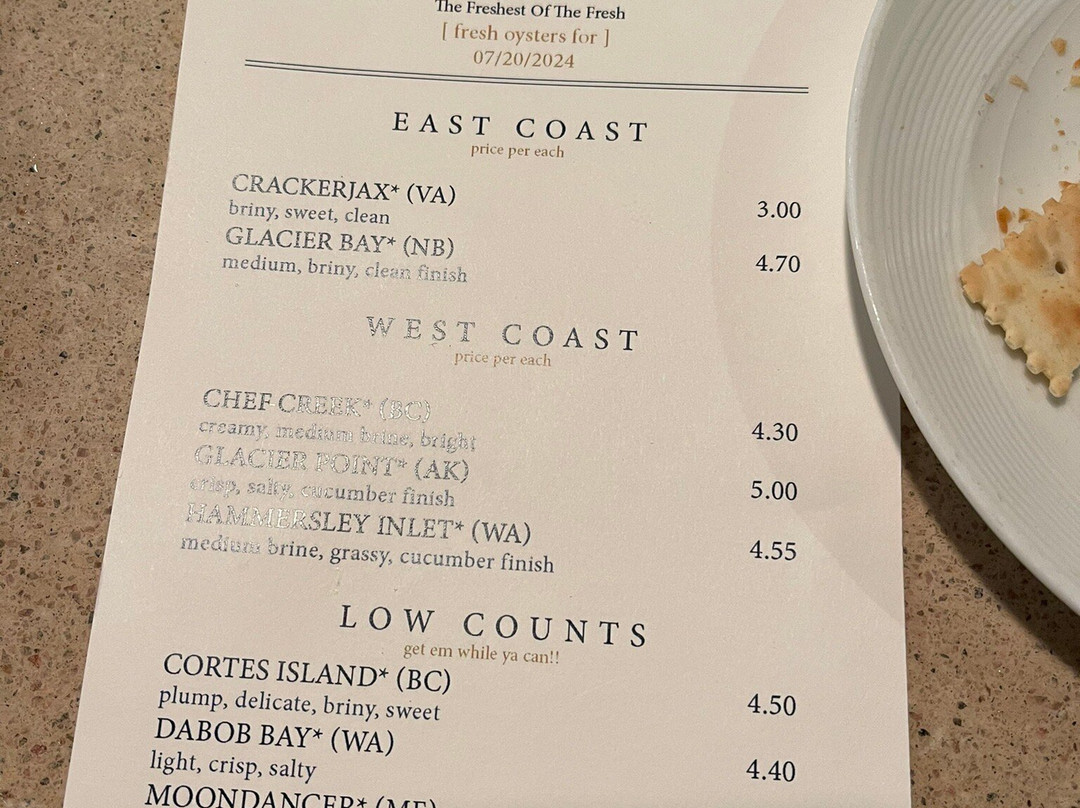 The Freshest Of The Fresh
[ fresh oysters for ]
07/20/2024
EAST COAST
price per each
CRACKERJAX* (VA)
3.00
briny, sweet, clean
GLACIER BAY* (NB)
4.70
medium, briny, clean finish
WEST COAST
price per each
CHEF CREEK* (BC)
4.30
creamy, medium brine, bright
GLACIER POINT* (AK)
5.00
crisp, salty, cucumber finish
HAMMERSLEY INLET* (WA)
4.55
medium brine, grassy, cucumber finish
LOW COUNTS
get em while ya can!!
CORTES ISLAND* (BC)
4.50
plump, delicate, briny, sweet
DABOB BAY* (WA)
4.40
light, crisp, salty
MOONDANCER* (ME)